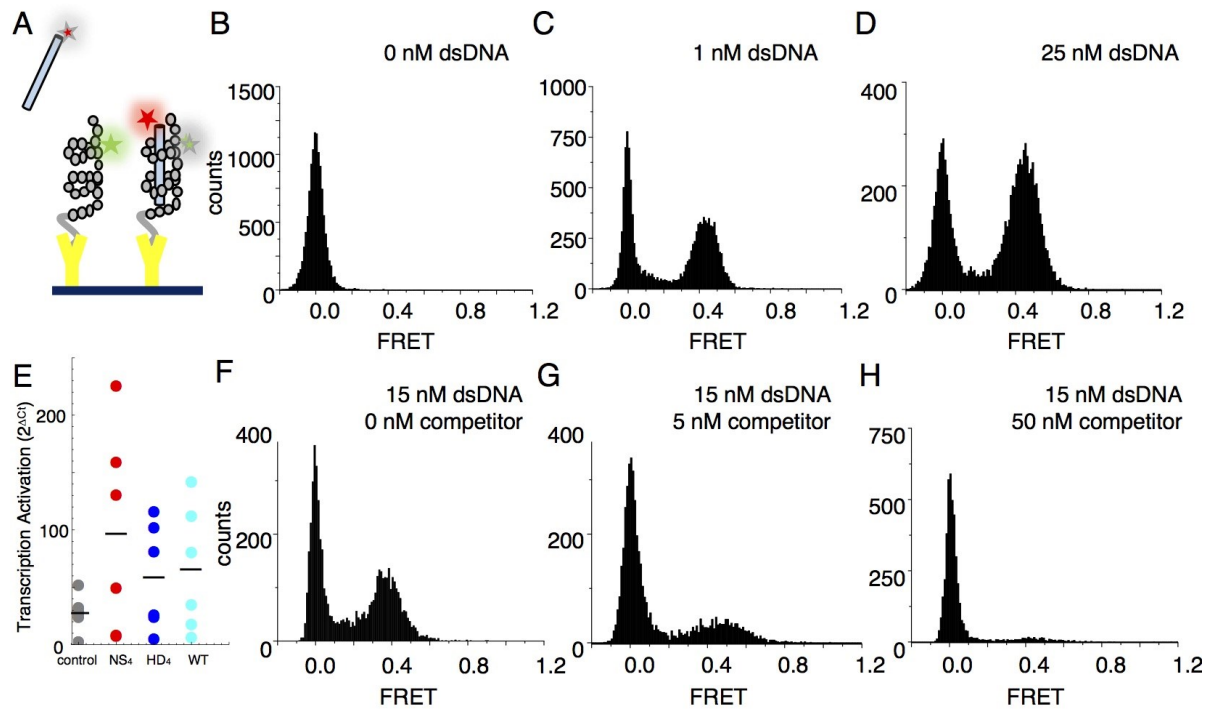 A
B
0 nM dsDNA
1500
1000
500
0
counts
0.0 0.4 0.8 1.2
FRET
C
1 nM dsDNA
1000
750
500
250
0
0.0 0.4 0.8 1.2
FRET
D
25 nM dsDNA
400
200
0
0.0 0.4 0.8 1.2
FRET
E
Transcription Activation (2^ΔCt)
200
100
0
control NS₄ HD₄ WT
F
15 nM dsDNA
0 nM competitor
400
200
0
counts
0.0 0.4 0.8 1.2
FRET
G
15 nM dsDNA
5 nM competitor
400
200
0
0.0 0.4 0.8 1.2
FRET
H
15 nM dsDNA
50 nM competitor
750
500
250
0
0.0 0.4 0.8 1.2
FRET